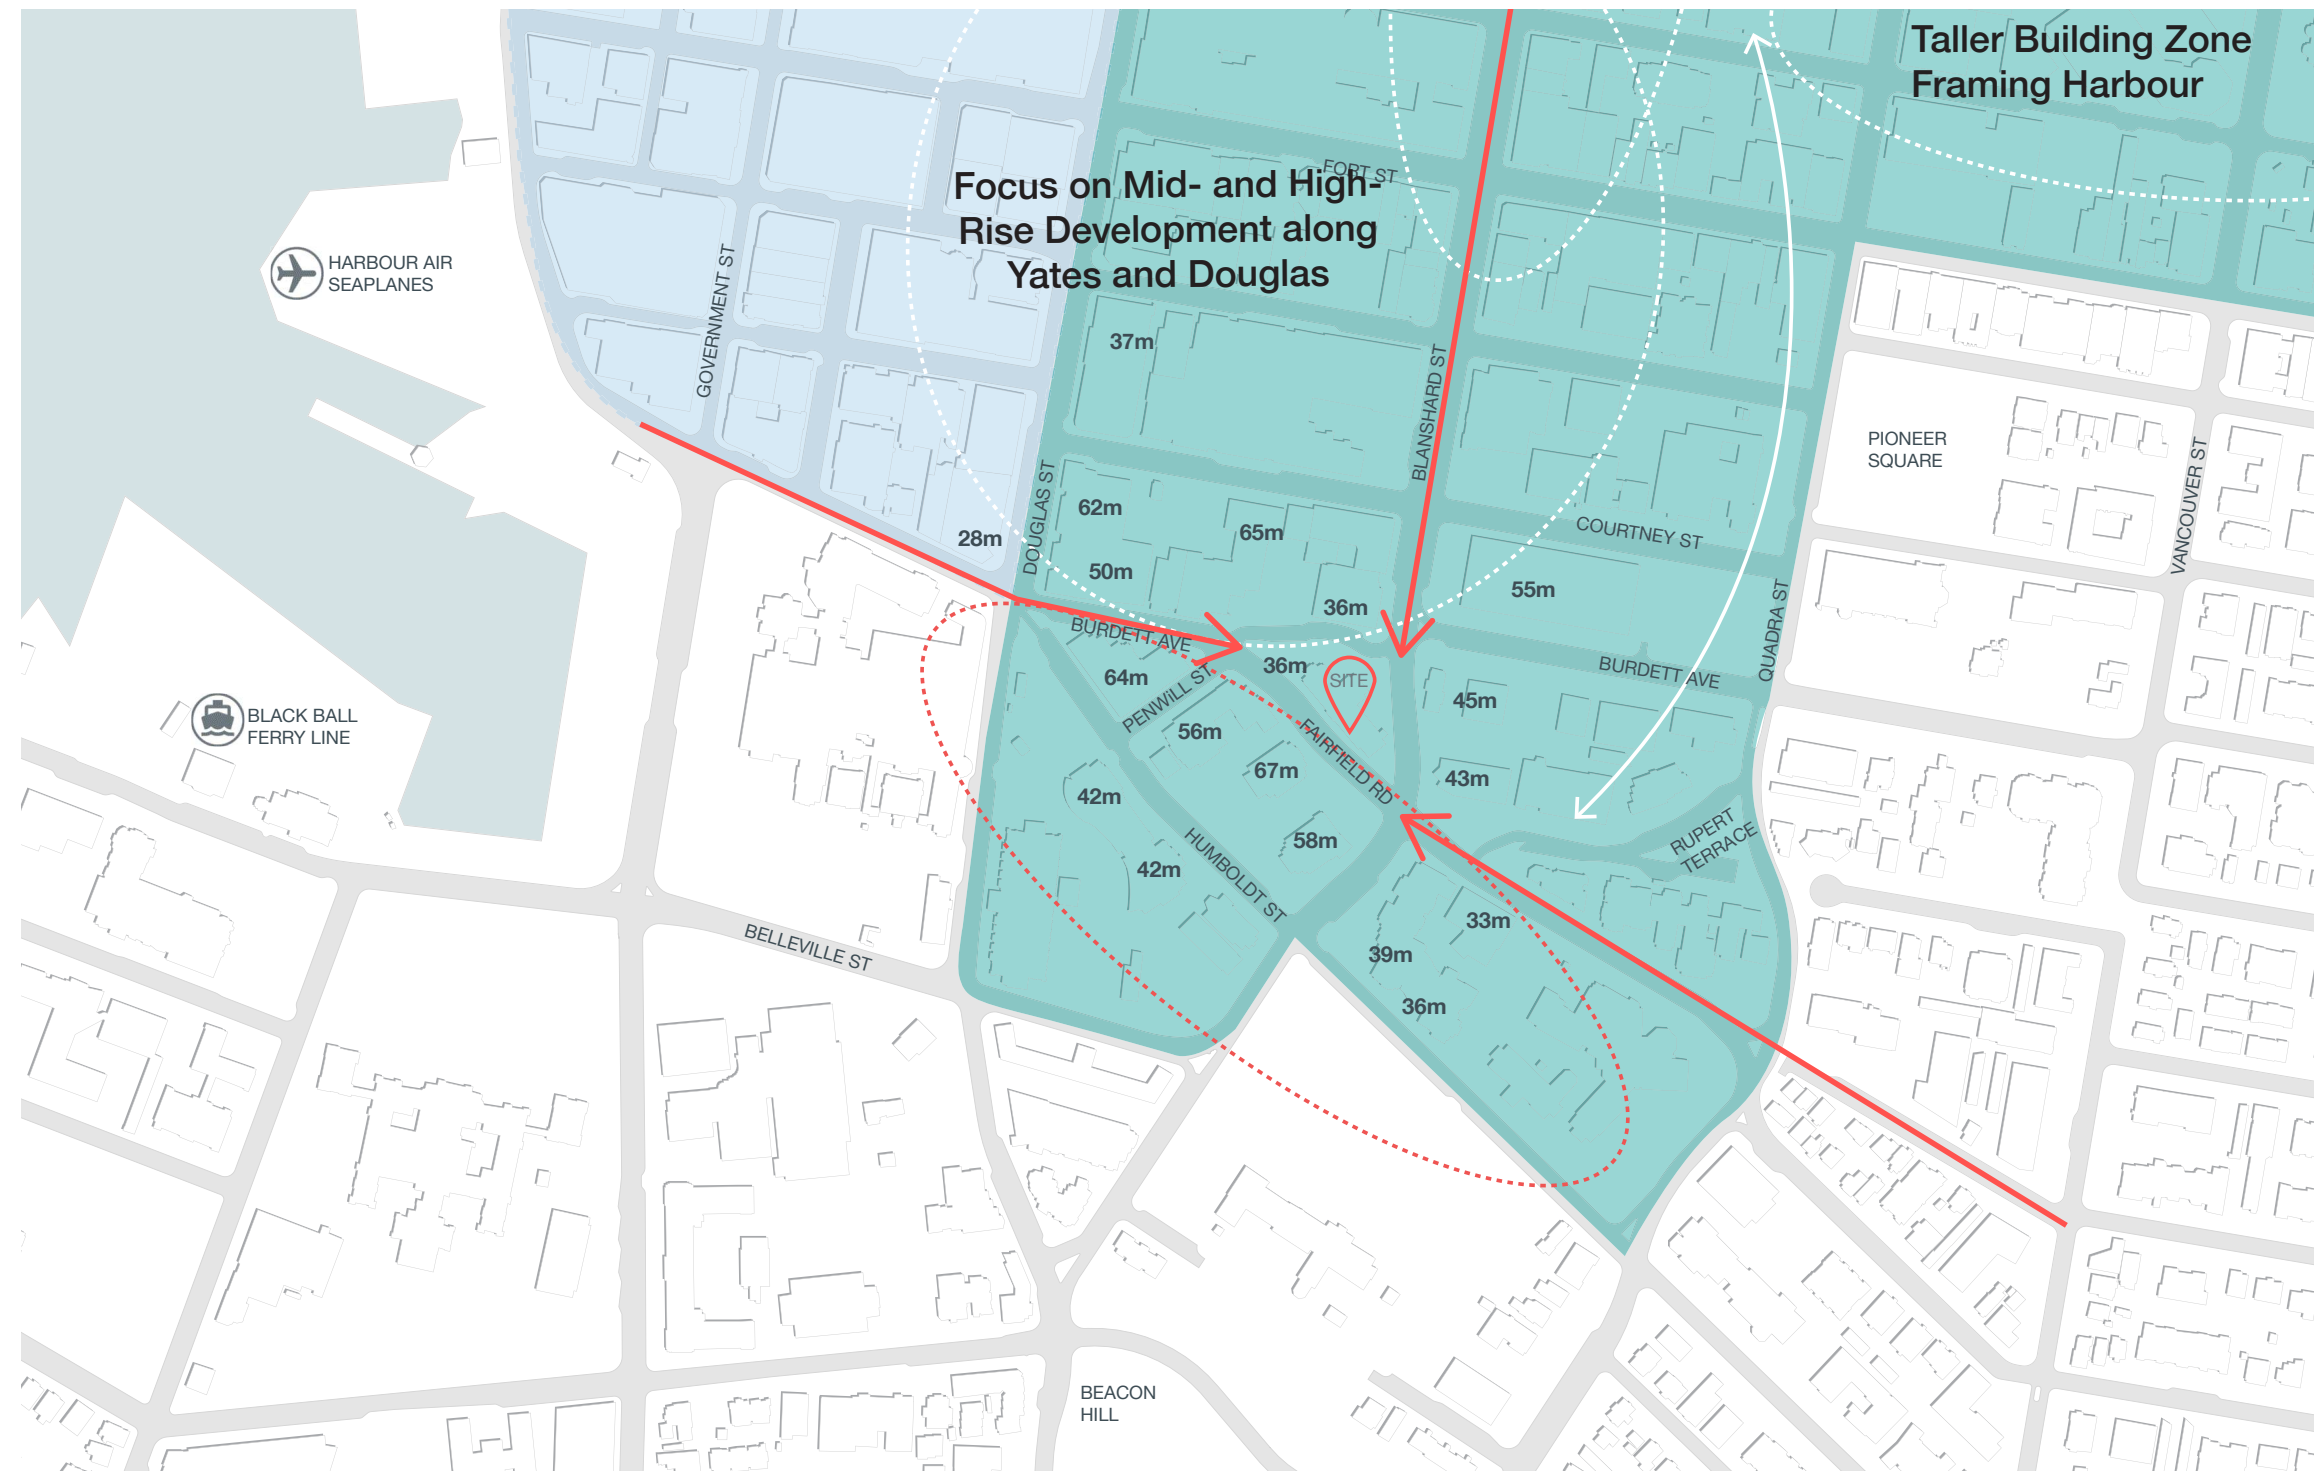 Taller Building Zone
Framing Harbour
FORT ST
Focus on Mid- and High-
Rise Development along
Yates and Douglas
HARBOUR AIR
SEAPLANES
GOVERNMENT ST
37m
BLANSHARD ST
PIONEER
SQUARE
VANCOUVER ST
DOUGLAS ST
62m
65m
28m
50m
COURTNEY ST
55m
36m
QUADRA ST
BURDETT AVE
36m
SITE
BURDETT AVE
64m
PENWiLL ST
45m
BLACK BALL
FERRY LINE
56m
FAIRFIELD RD
67m
43m
42m
58m
RUPERT
TERRACE
HUMBOLDT ST
42m
33m
BELLEVILLE ST
39m
36m
BEACON
HILL